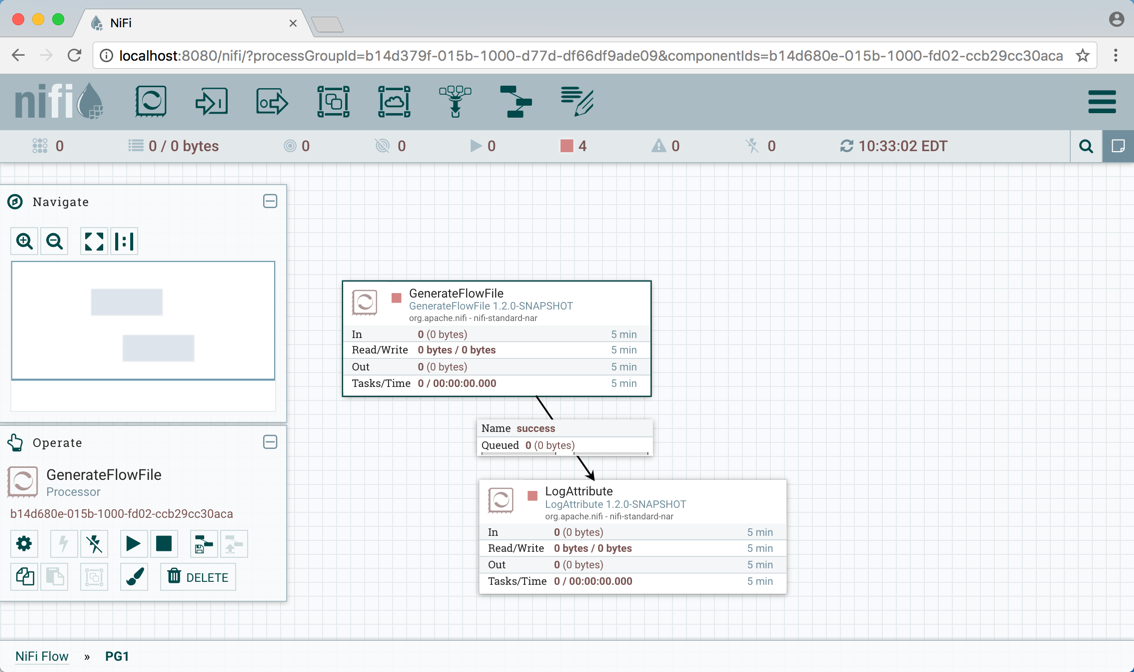 NiFi
localhost:8080/nifi/?processGroupId=b14d379f-015b-1000-d77d-df66df9ade09&componentIds=b14d680e-015b-1000-fd02-ccb29cc30aca
nifi
0 0 / 0 bytes 0 0 0 4 0 0 10:33:02 EDT
Navigate
GenerateFlowFile
GenerateFlowFile 1.2.0-SNAPSHOT
org.apache.nifi - nifi-standard-nar
In 0 (0 bytes) 5 min
Read/Write 0 bytes / 0 bytes 5 min
Out 0 (0 bytes) 5 min
Tasks/Time 0 / 00:00:00.000 5 min
Name success
Queued 0 (0 bytes)
LogAttribute
LogAttribute 1.2.0-SNAPSHOT
org.apache.nifi - nifi-standard-nar
In 0 (0 bytes) 5 min
Read/Write 0 bytes / 0 bytes 5 min
Out 0 (0 bytes) 5 min
Tasks/Time 0 / 00:00:00.000 5 min
Operate
GenerateFlowFile
Processor
b14d680e-015b-1000-fd02-ccb29cc30aca
DELETE
NiFi Flow » PG1